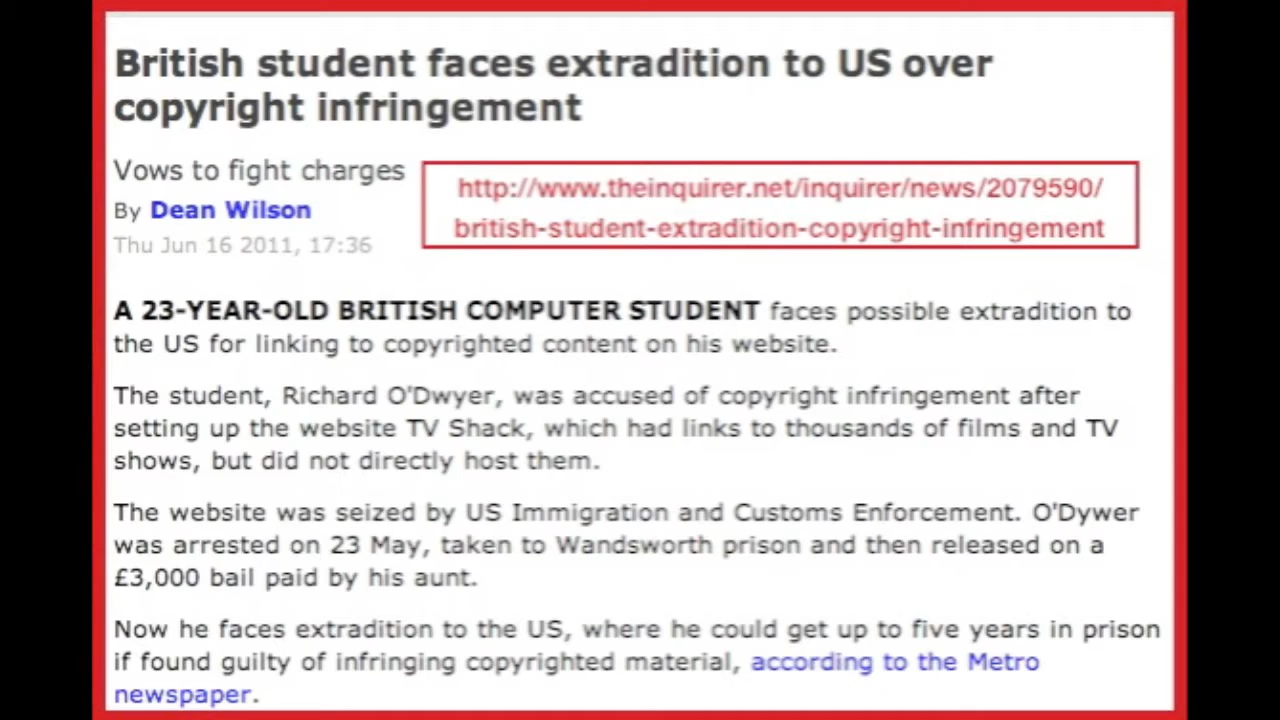 British student faces extradition to US over
copyright infringement
Vows to fight charges
By Dean Wilson
Thu Jun 16 2011, 17:36
http://www.theinquirer.net/inquirer/news/2079590/
british-student-extradition-copyright-infringement
A 23-YEAR-OLD BRITISH COMPUTER STUDENT faces possible extradition to
the US for linking to copyrighted content on his website.
The student, Richard O'Dwyer, was accused of copyright infringement after
setting up the website TV Shack, which had links to thousands of films and TV
shows, but did not directly host them.
The website was seized by US Immigration and Customs Enforcement. O'Dywer
was arrested on 23 May, taken to Wandsworth prison and then released on a
£3,000 bail paid by his aunt.
Now he faces extradition to the US, where he could get up to five years in prison
if found guilty of infringing copyrighted material, according to the Metro
newspaper.